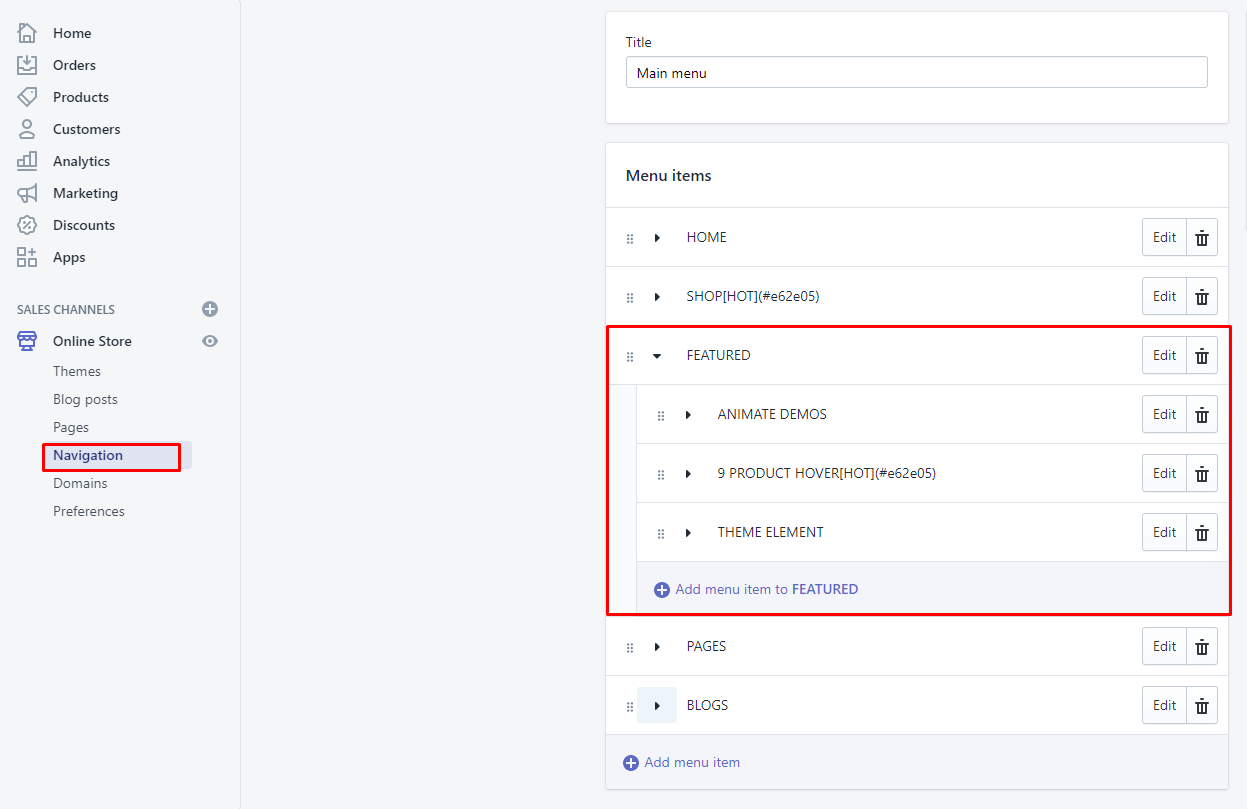 Home
Orders
Products
Customers
Analytics
Marketing
Discounts
Apps
SALES CHANNELS
Online Store
Themes
Blog posts
Pages
Navigation
Domains
Preferences
Title
Main menu
Menu items
HOME Edit
SHOP[HOT](#e62e05) Edit
FEATURED Edit
ANIMATE DEMOS Edit
9 PRODUCT HOVER[HOT](#e62e05) Edit
THEME ELEMENT Edit
Add menu item to FEATURED
PAGES Edit
BLOGS Edit
Add menu item